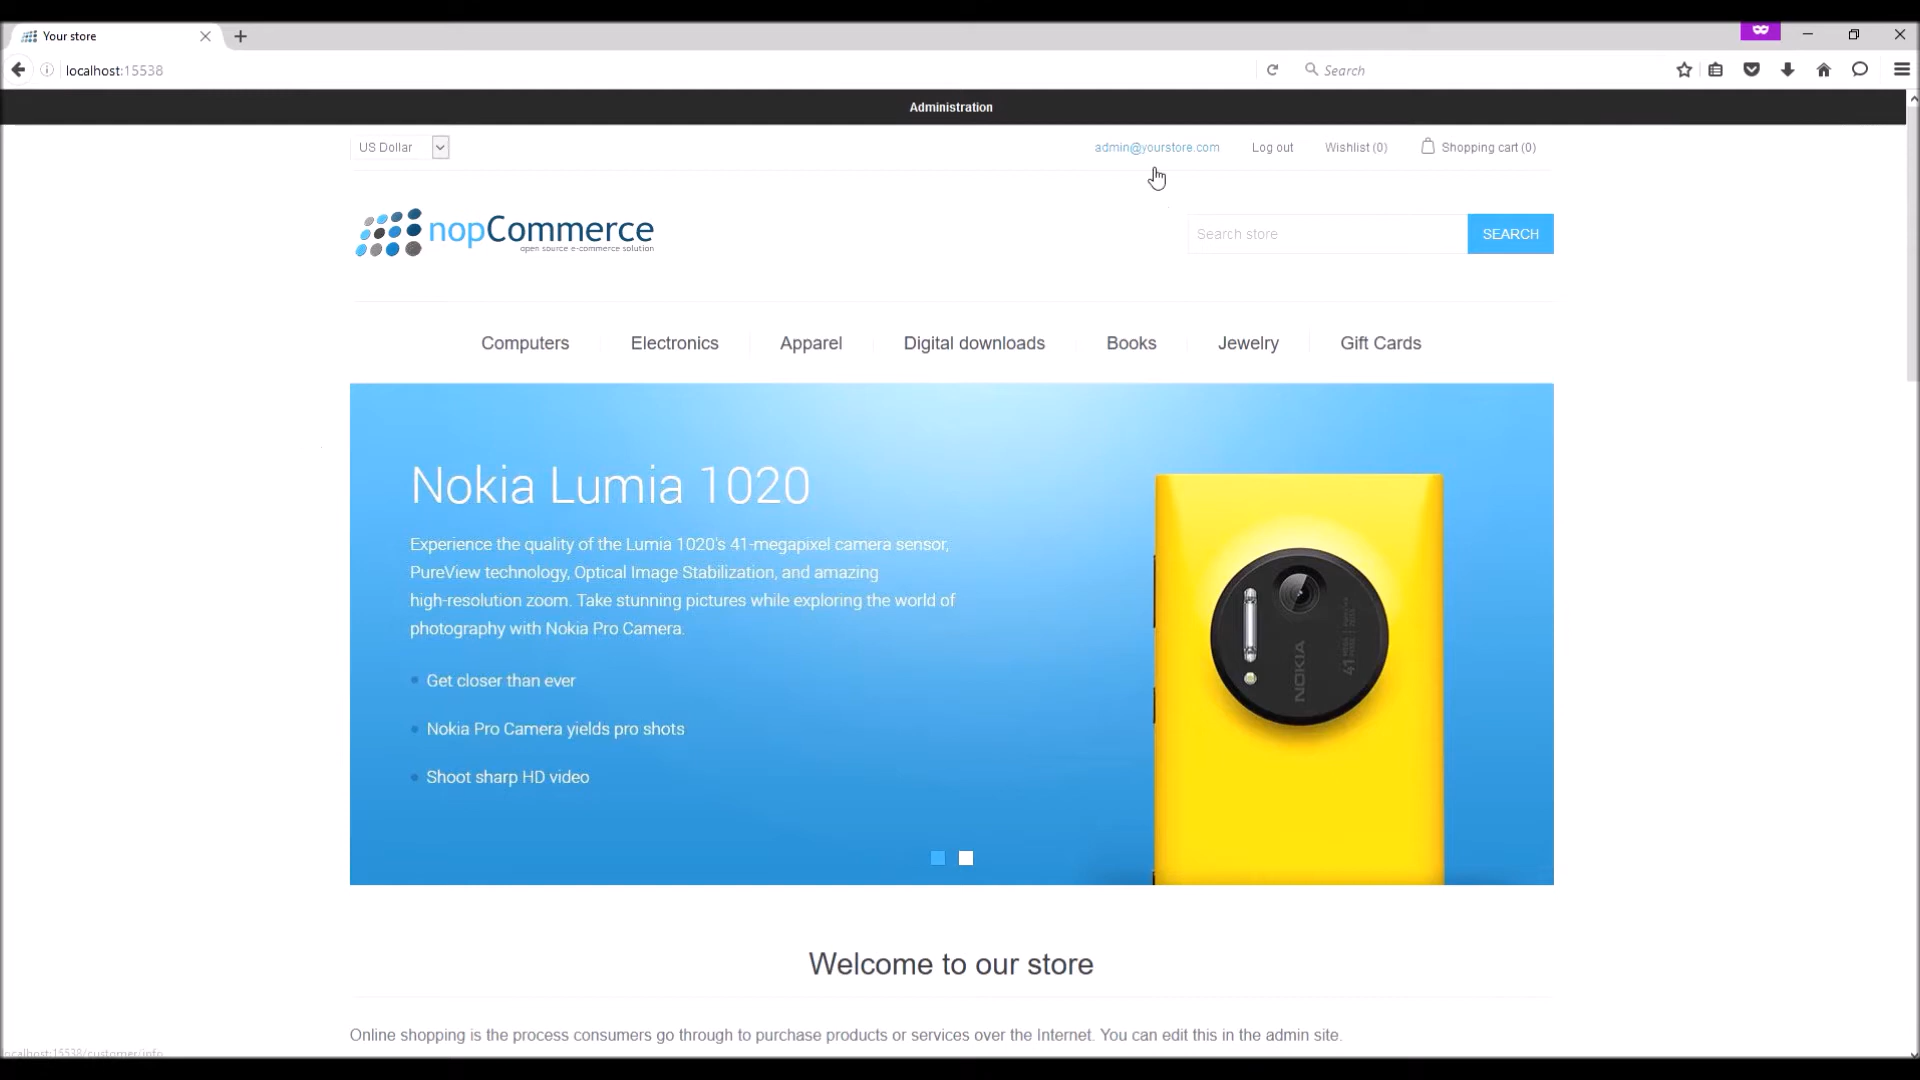 Your store
localhost:15538
Search
Administration
US Dollar
admin@yourstore.com
Log out
Wishlist (0)
Shopping cart (0)
nopCommerce
open source e-commerce solution
Search store
SEARCH
Computers
Electronics
Apparel
Digital downloads
Books
Jewelry
Gift Cards
Nokia Lumia 1020
Experience the quality of the Lumia 1020's 41-megapixel camera sensor,
PureView technology, Optical Image Stabilization, and amazing
high-resolution zoom. Take stunning pictures while exploring the world of
photography with Nokia Pro Camera.
Get closer than ever
Nokia Pro Camera yields pro shots
Shoot sharp HD video
NOKIA
41
Welcome to our store
Online shopping is the process consumers go through to purchase products or services over the Internet. You can edit this in the admin site.
localhost:15538/customer/info